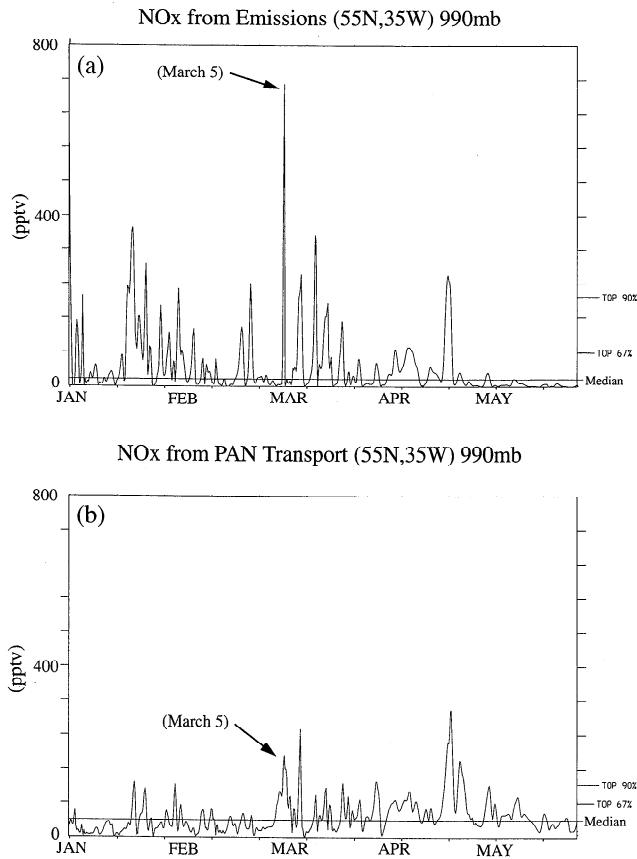 NOx from Emissions (55N,35W) 990mb
800
(a)
(March 5)
(pptv)
400
TOP 90%
TOP 67%
0
Median
JAN FEB MAR APR MAY
NOx from PAN Transport (55N,35W) 990mb
800
(b)
(pptv)
400
(March 5)
TOP 90%
TOP 67%
0
Median
JAN FEB MAR APR MAY